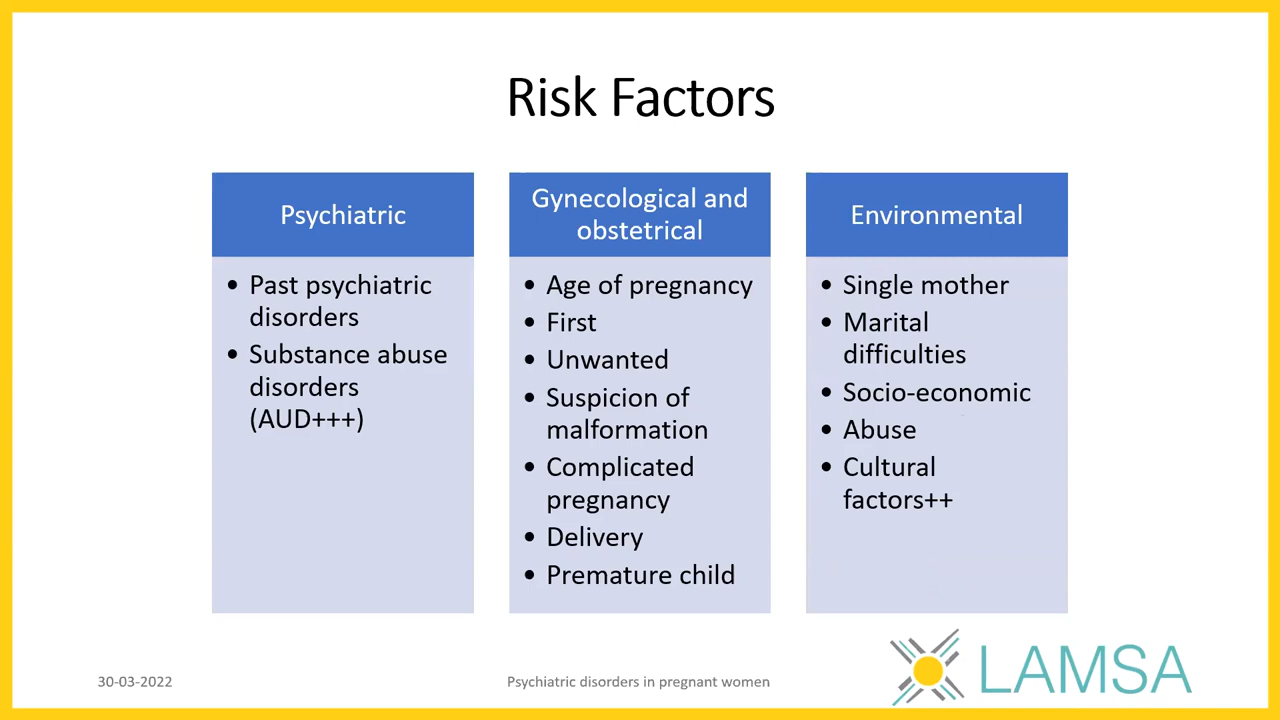 Risk Factors
Psychiatric
• Past psychiatric
disorders
• Substance abuse
disorders
(AUD+++)
Gynecological and
obstetrical
• Age of pregnancy
• First
• Unwanted
• Suspicion of
malformation
• Complicated
pregnancy
• Delivery
• Premature child
Environmental
• Single mother
• Marital
difficulties
• Socio-economic
• Abuse
• Cultural
factors++
30-03-2022
Psychiatric disorders in pregnant women
LAMSA